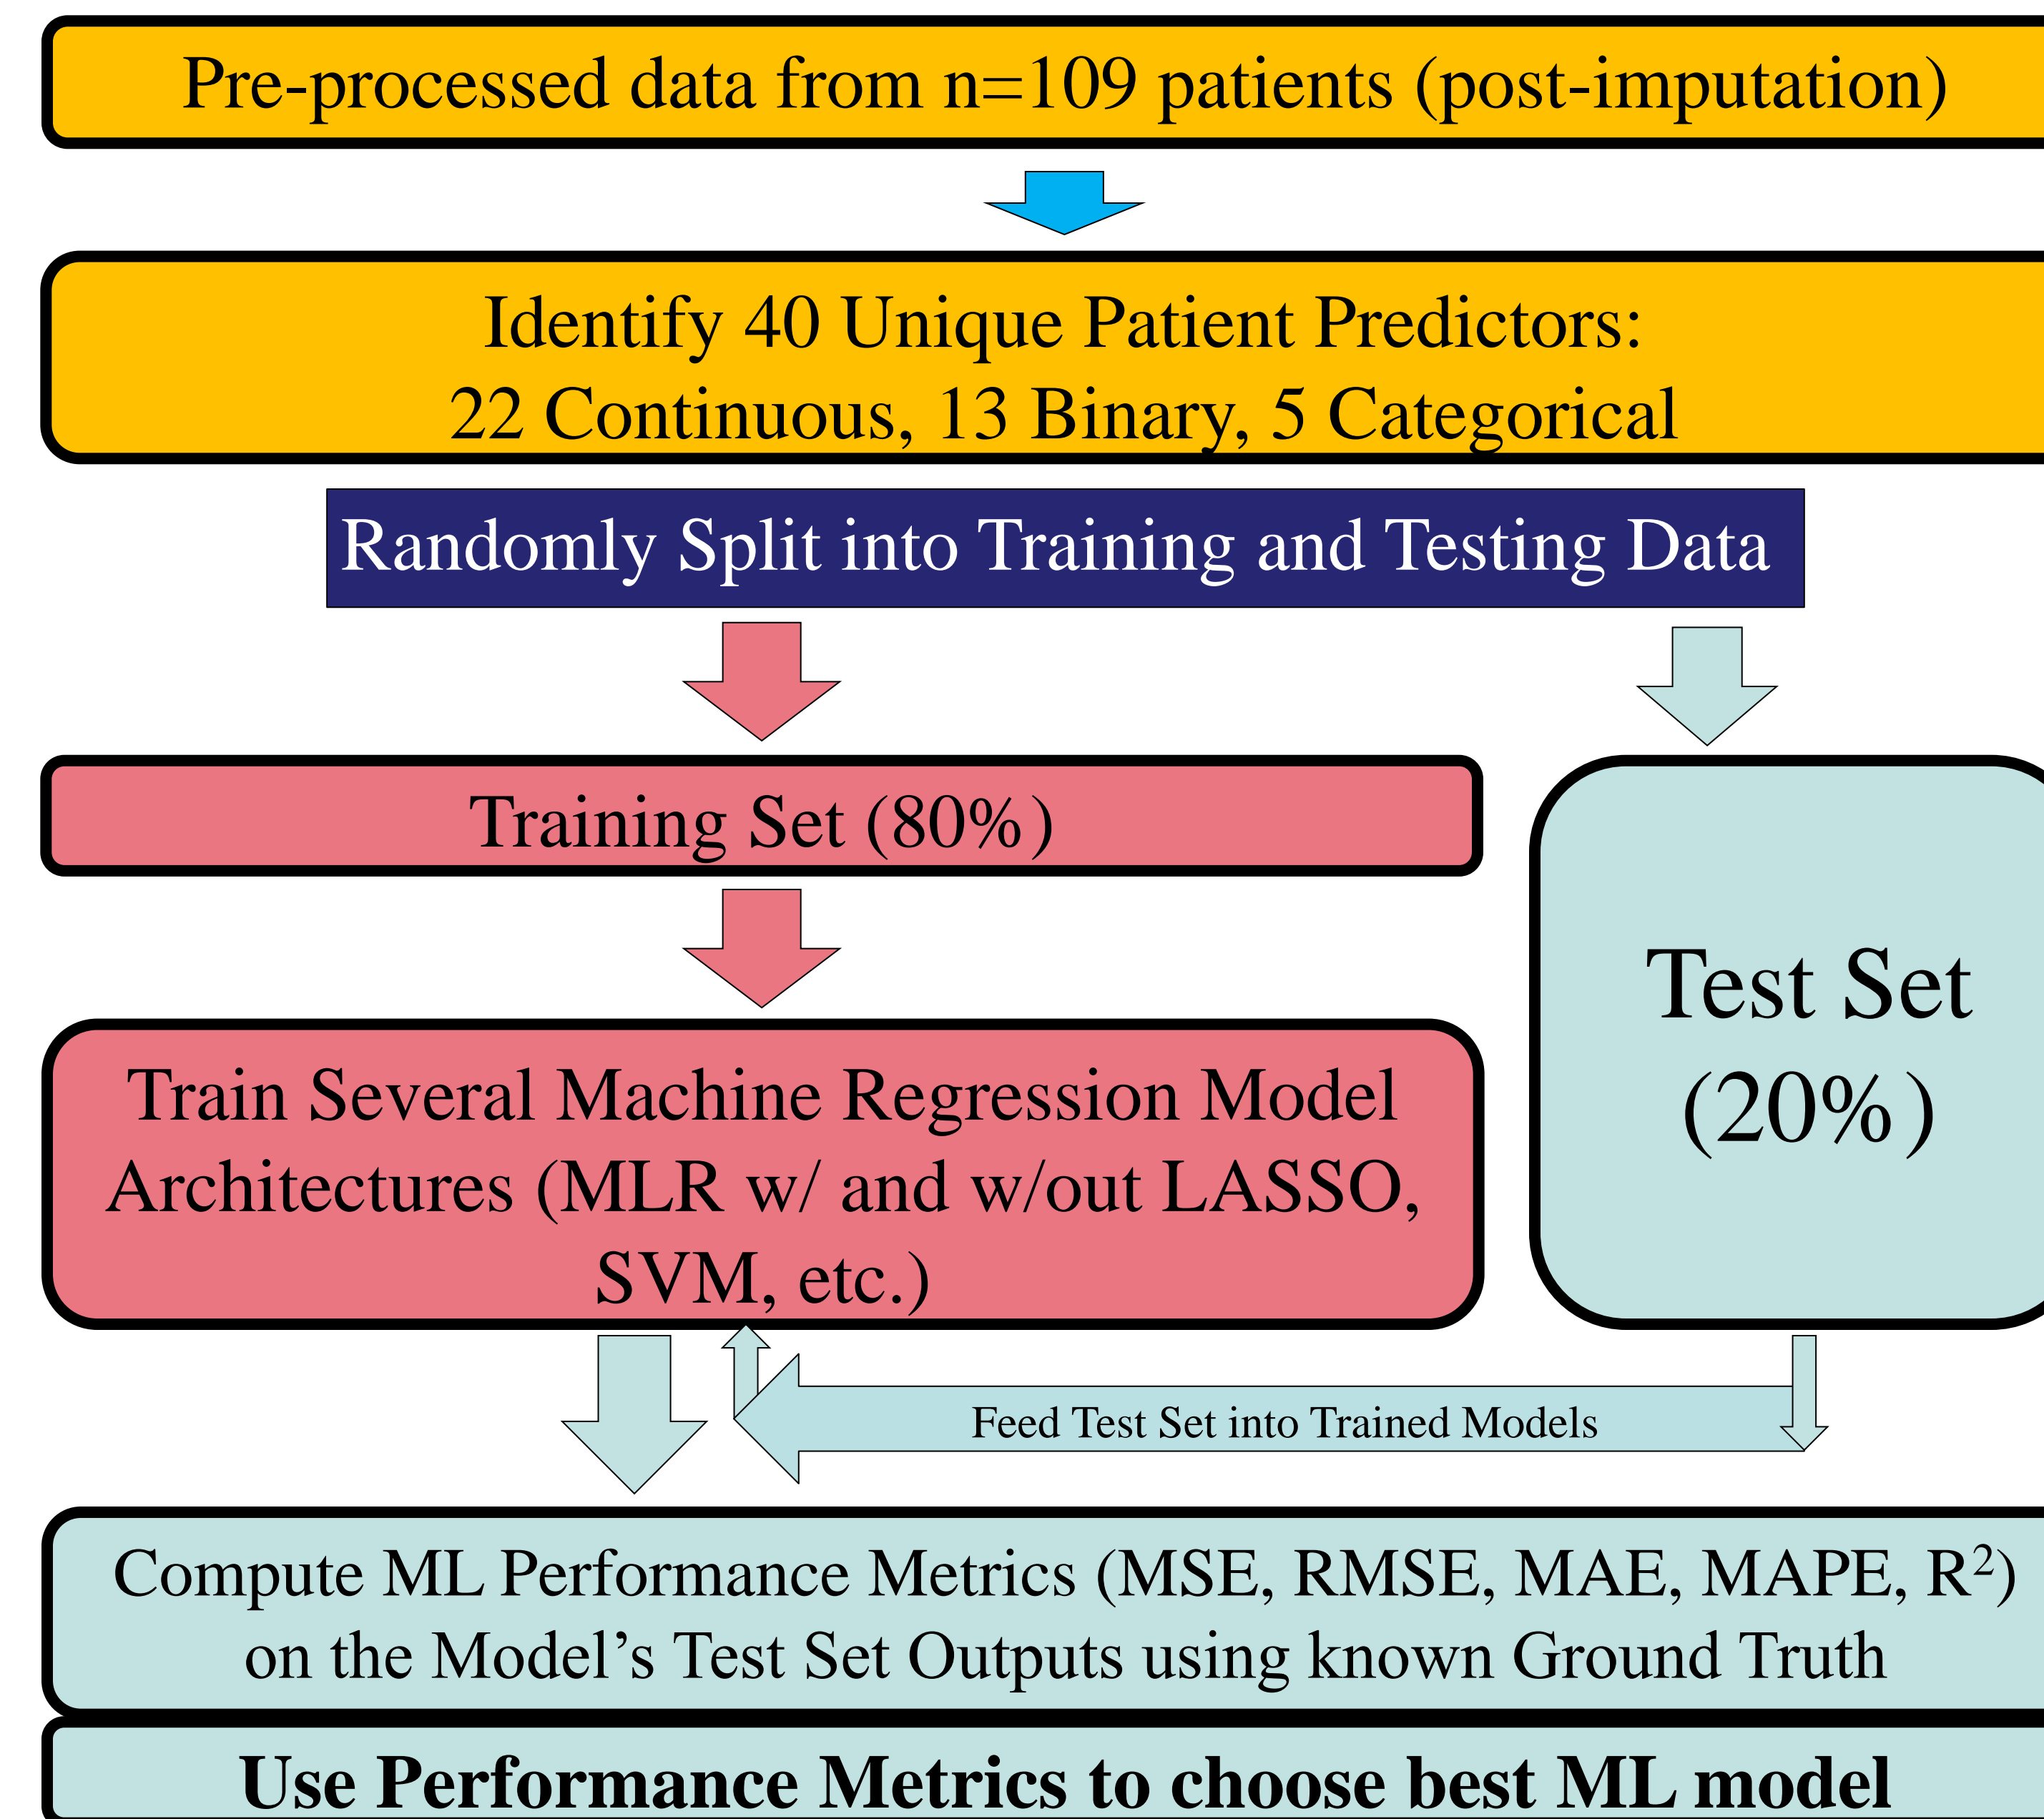 Pre-processed data from n=109 patients (post-imputation)
Identify 40 Unique Patient Predictors:
22 Continuous, 13 Binary, 5 Categorical
Randomly Split into Training and Testing Data
Training Set (80%)
Test Set
(20%)
Train Several Machine Regression Model
Architectures (MLR w/ and w/out LASSO,
SVM, etc.)
Feed Test Set into Trained Models
Compute ML Performance Metrics (MSE, RMSE, MAE, MAPE, R²)
on the Model’s Test Set Outputs using known Ground Truth
Use Performance Metrics to choose best ML model